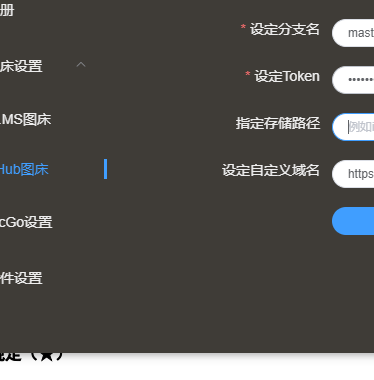 册
* 设定分支名 mast
床设置
* 设定Token ••••••
.MS图床
指定存储路径 例如i
Hub图床
设定自定义域名 https
cGo设置
件设置
定（★）